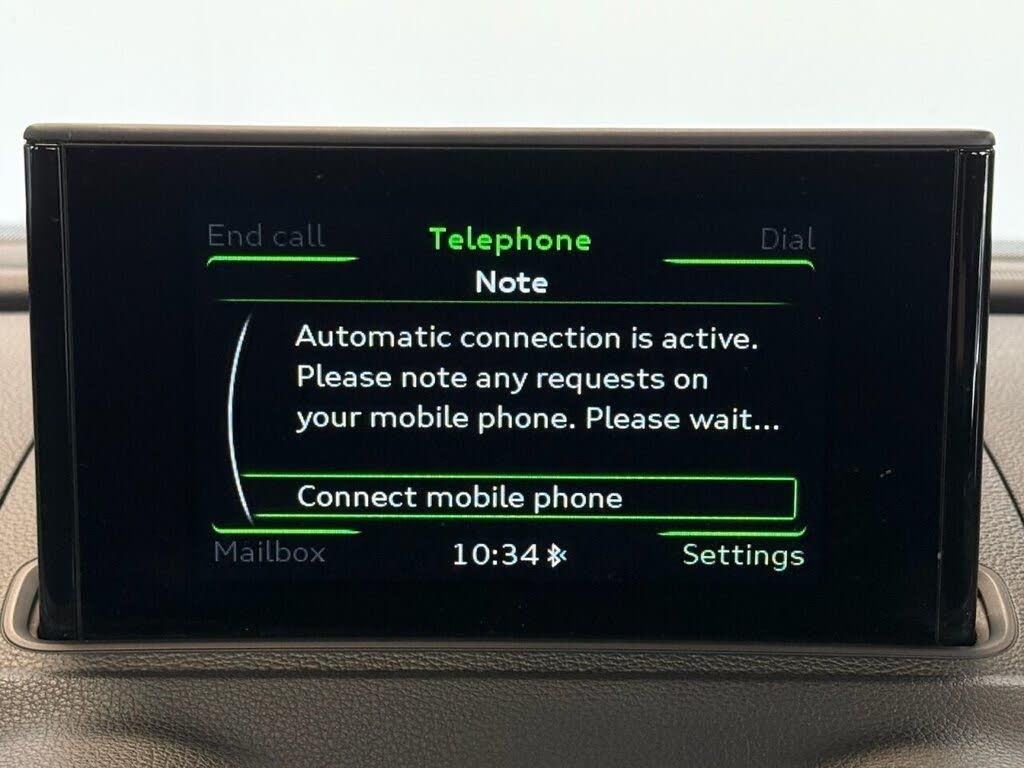 End call Telephone Dial
Note
Automatic connection is active.
Please note any requests on
your mobile phone. Please wait...
Connect mobile phone
Mailbox 10:34 Settings